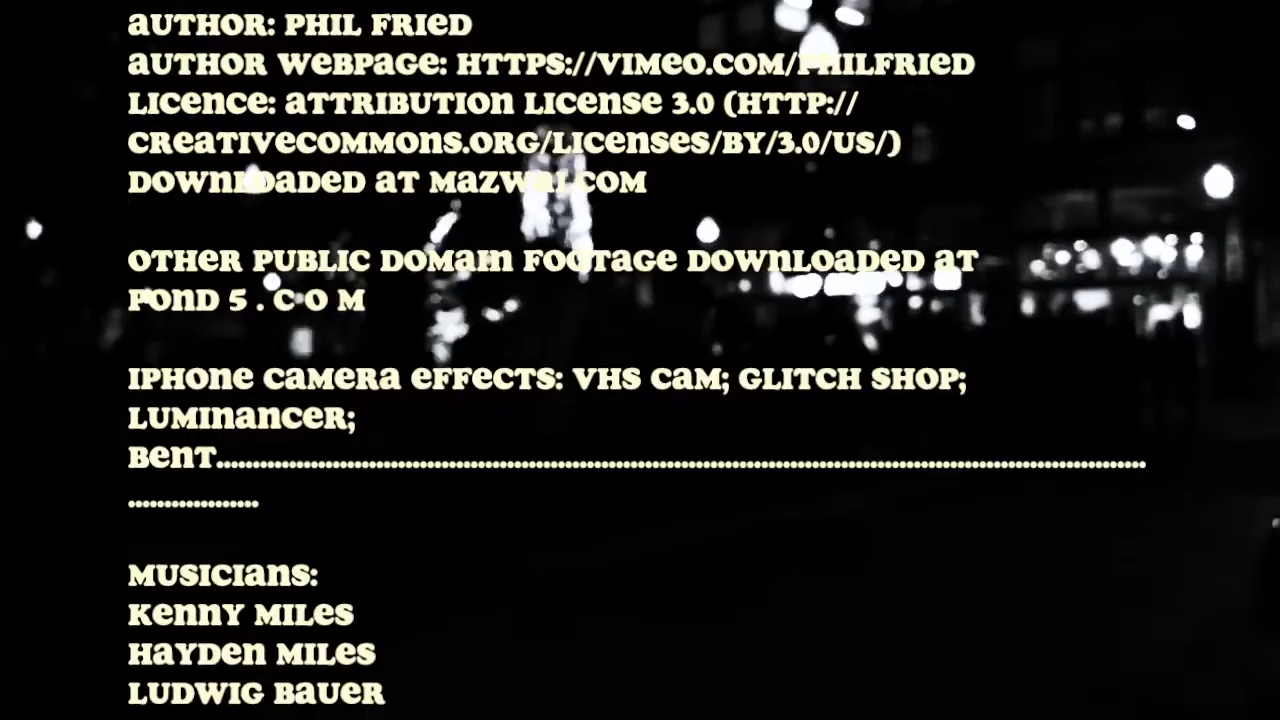 AUTHOR: PHIL FRIED
AUTHOR WEBPAGE: HTTPS://VIMEO.COM/PHILFRIED
LICENCE: ATTRIBUTION LICENSE 3.0 (HTTP://
CREATIVECOMMONS.ORG/LICENSES/BY/3.0/US/)
DOWNLOADED AT MAZWAI.COM
OTHER PUBLIC DOMAIN FOOTAGE DOWNLOADED AT
POND 5 . C O M
IPHONE CAMERA EFFECTS: VHS CAM; GLITCH SHOP;
LUMINANCER;
BENT................................................................................................................................
..................
MUSICIANS:
KENNY MILES
HAYDEN MILES
LUDWIG BAUER